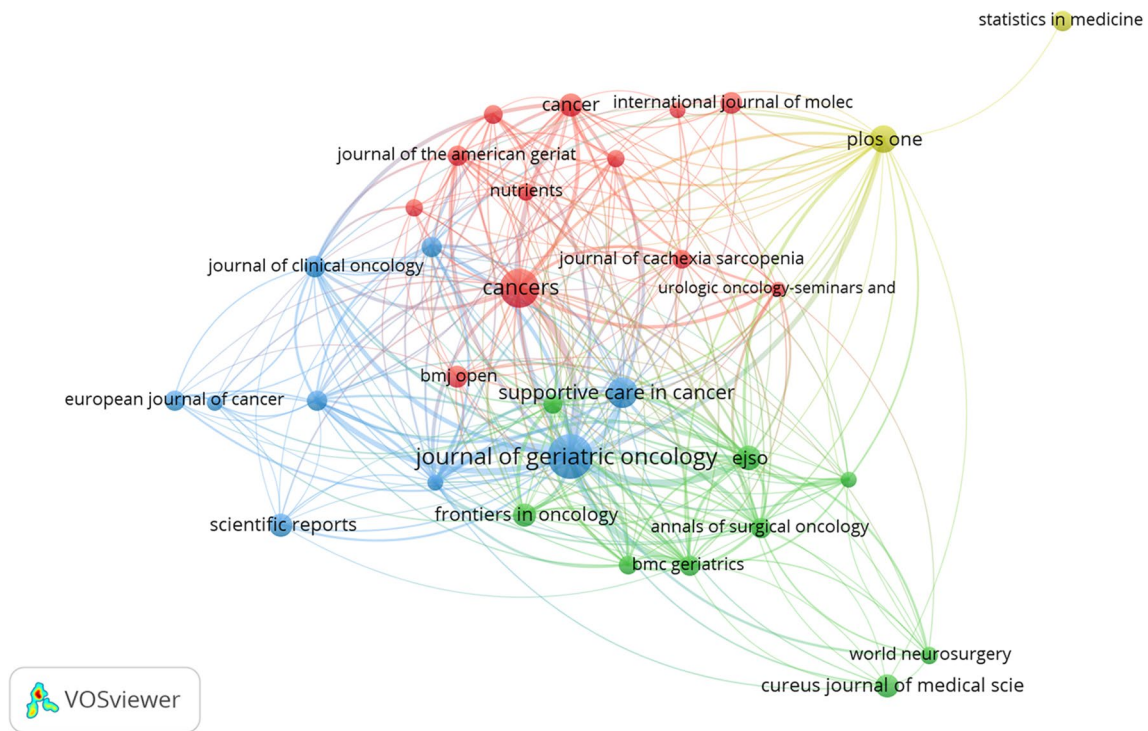 statistics in medicine
cancer
international journal of molec
plos one
journal of the american geriat
nutrients
journal of clinical oncology
journal of cachexia sarcopenia
cancers
urologic oncology-seminars and
bmj open
supportive care in cancer
european journal of cancer
journal of geriatric oncology
ejso
frontiers in oncology
scientific reports
annals of surgical oncology
bmc geriatrics
world neurosurgery
cureus journal of medical scie
VOSviewer